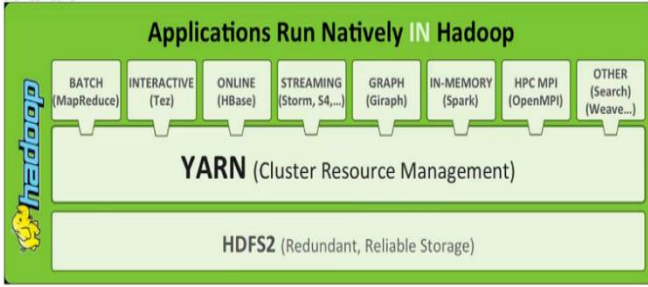 Applications Run Natively IN Hadoop
hadoop
BATCH
(MapReduce)
INTERACTIVE
(Tez)
ONLINE
(HBase)
STREAMING
(Storm, S4,...)
GRAPH
(Giraph)
IN-MEMORY
(Spark)
HPC MPI
(OpenMPI)
OTHER
(Search)
(Weave...)
YARN (Cluster Resource Management)
HDFS2 (Redundant, Reliable Storage)